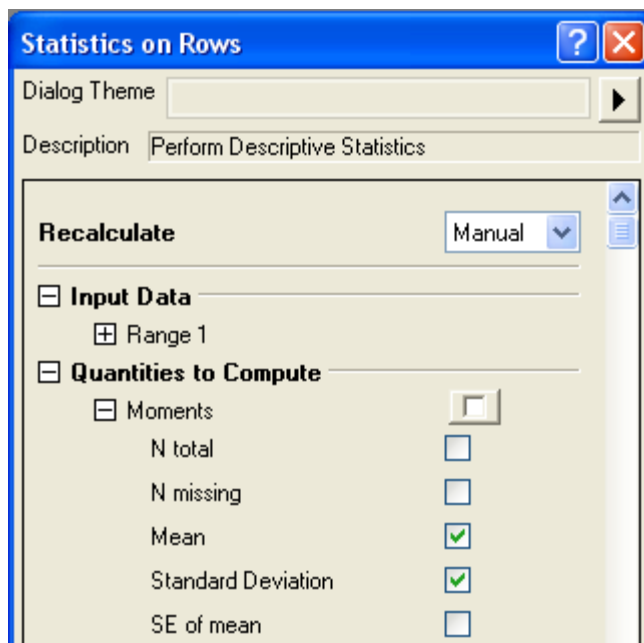 Statistics on Rows
Dialog Theme
Description Perform Descriptive Statistics
Recalculate Manual
Input Data
Range 1
Quantities to Compute
Moments
N total
N missing
Mean
Standard Deviation
SE of mean